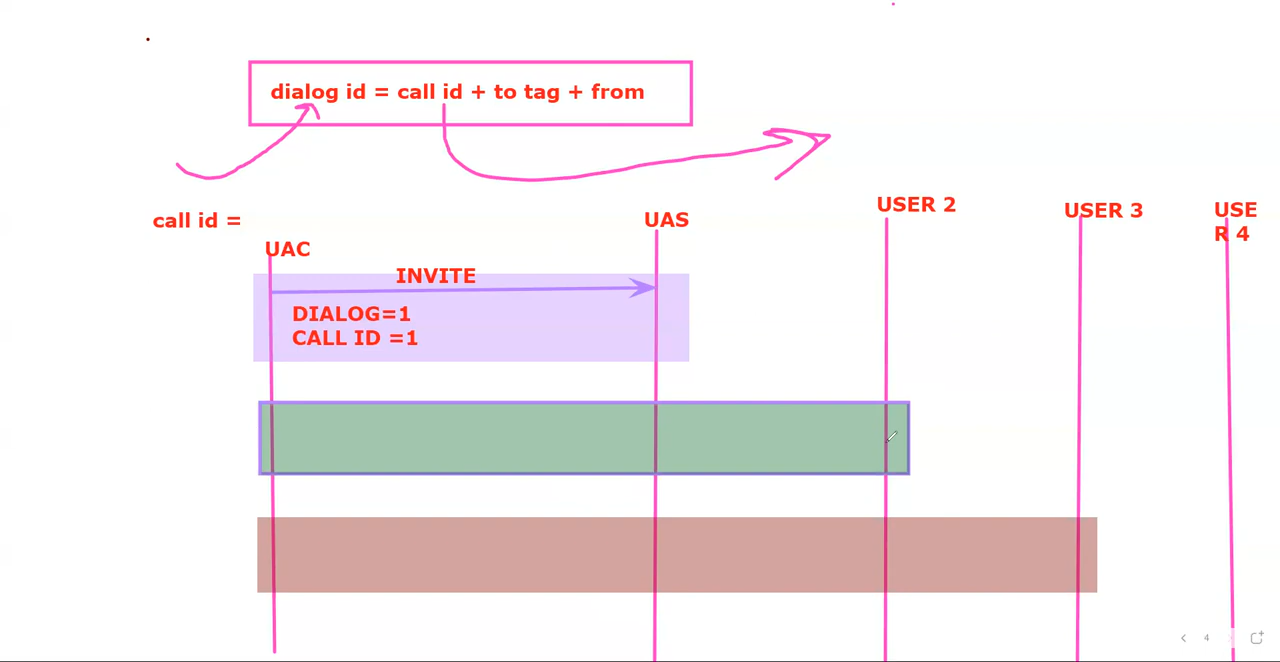 dialog id = call id + to tag + from
call id =
UAC
UAS
USER 2
USER 3
USE
R 4
INVITE
DIALOG=1
CALL ID =1
4